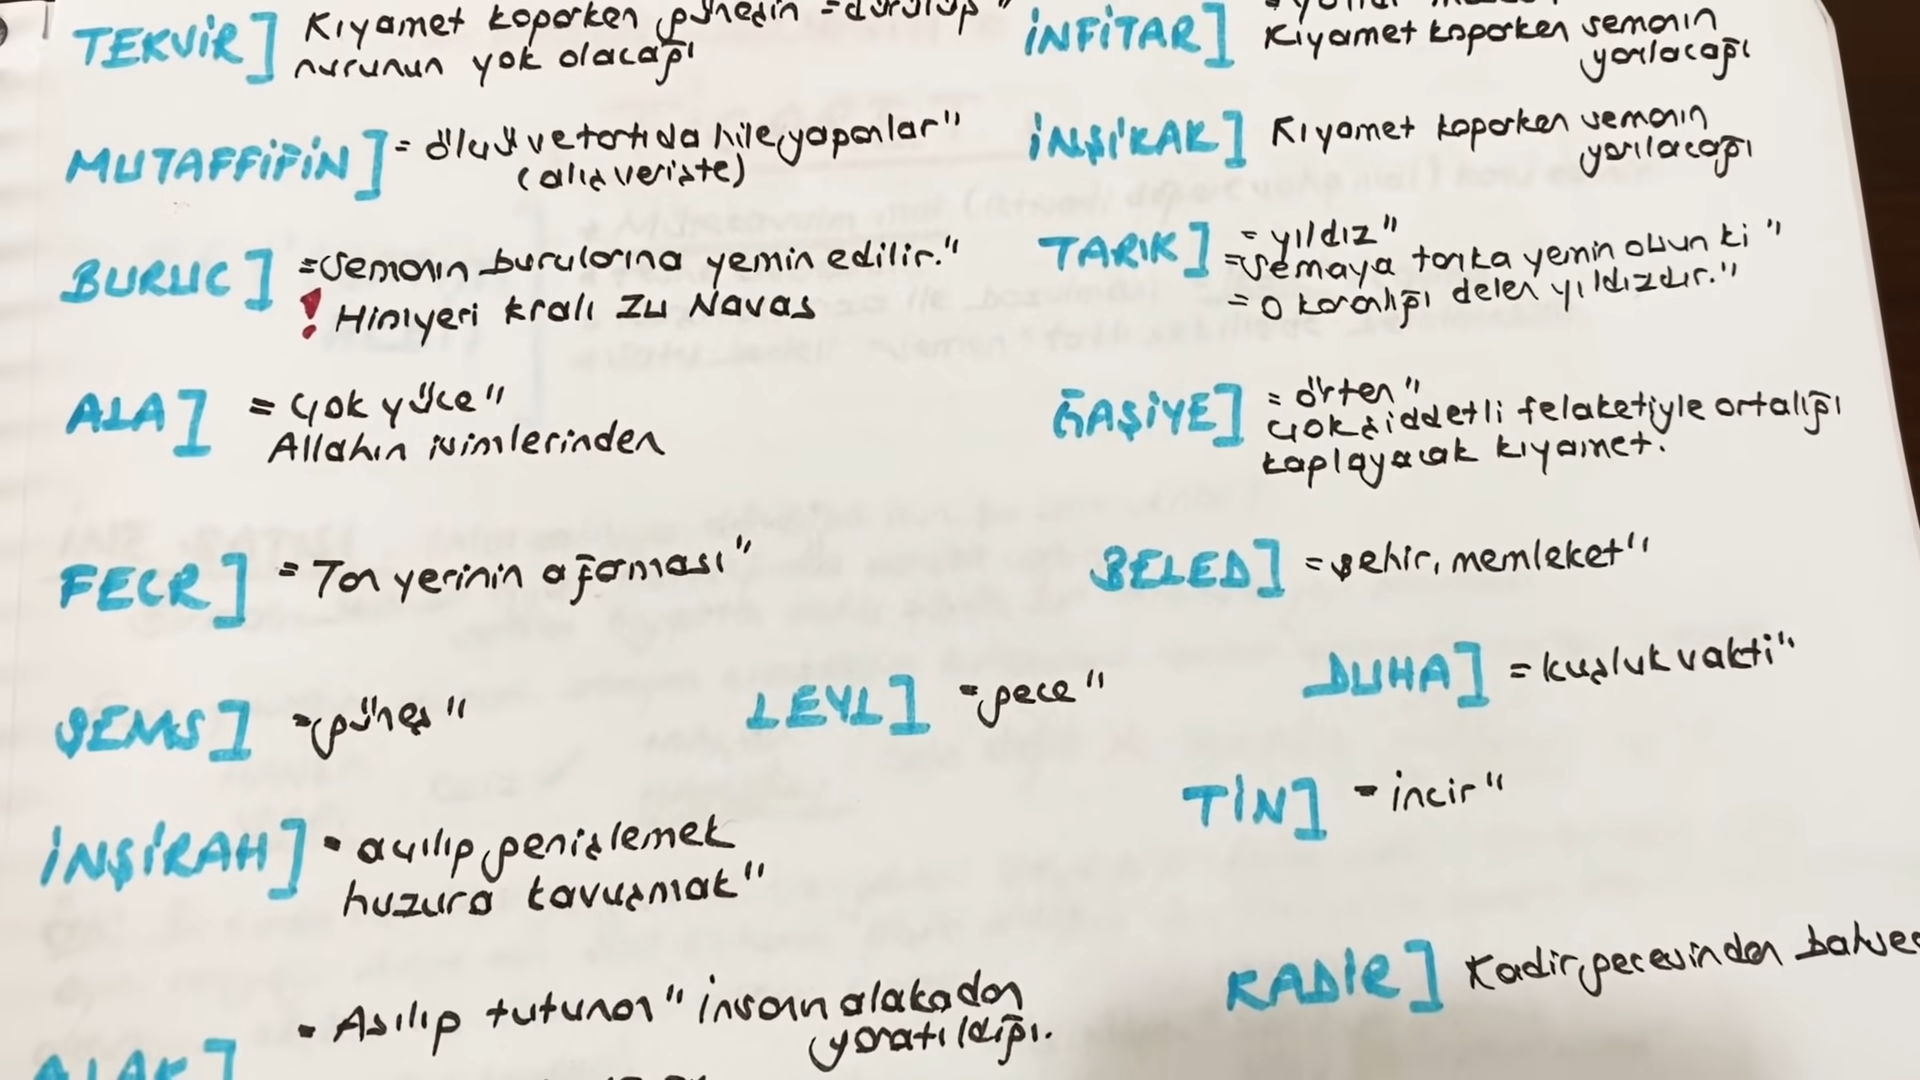 TEKVİR] Kıyamet koparken güneşin "dürülüp"
nurunun yok olacağı
İNFİTAR]
Kıyamet koparken semanın
yarılacağı
MUTAFFİFİN] "ölçü ve tartıda hile yapanlar"
(alışverişte)
İNŞİKAK] Kıyamet koparken semanın
yarılacağı
BURUC] "semanın burularına yemin edilir."
! Himyeri kralı Zu Navas
TARIK] "yıldız"
"semaya tarıka yemin olsun ki"
"O karanlığı delen yıldızdır."
ALA] "çok yüce"
Allahın isimlerinden
ĞAŞİYE] "örten"
çok şiddetli felaketiyle ortalığı
kaplayacak kıyamet.
FECR] "Tan yerinin ağarması"
BELED] "şehir, memleket"
ŞEMS] "güneş"
LEYL] "gece"
DUHA] "kuşluk vakti"
TİN] "incir"
İNŞİRAH] "açılıp genişlemek
huzura kavuşmak"
KADİR] Kadir gecesinden bahse
ALAK] "Asılıp tutunan" insanın alakadan
yaratıldığı.